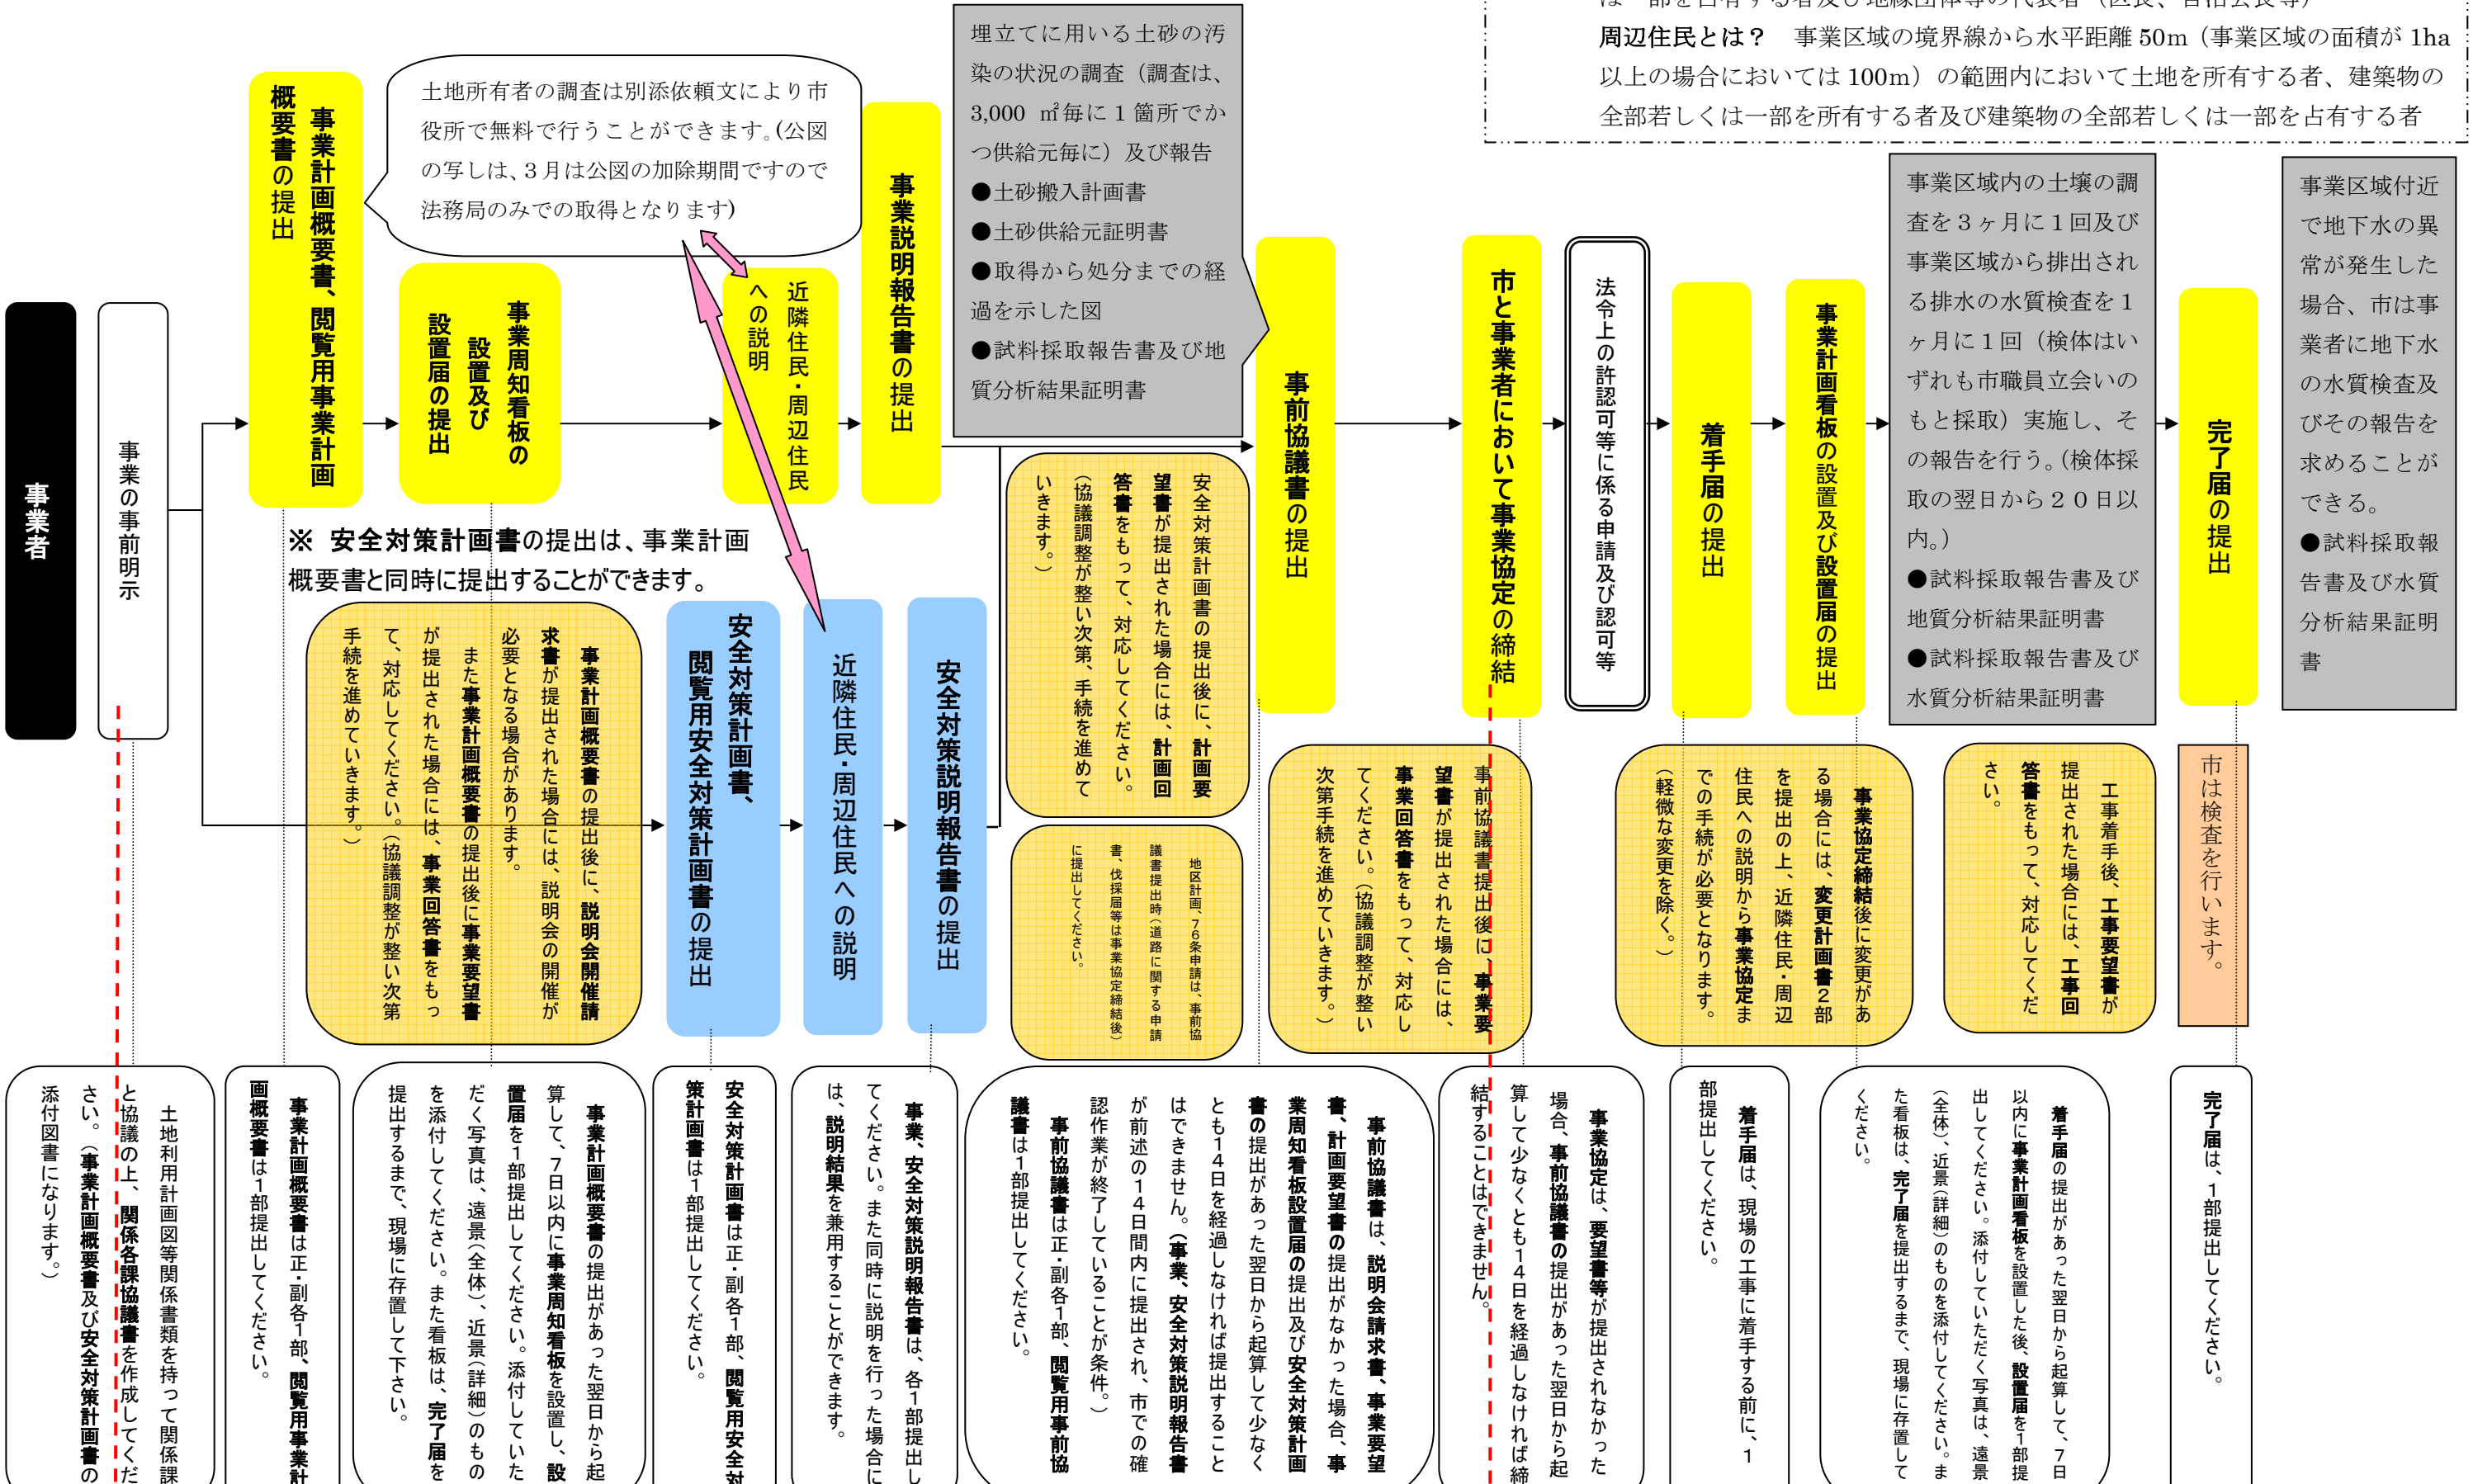 は一部を占有する者及び地縁団体等の代表者（区長、自治会長等）
周辺住民とは？　事業区域の境界線から水平距離 50m（事業区域の面積が 1ha
以上の場合においては 100m）の範囲内において土地を所有する者、建築物の
全部若しくは一部を所有する者及び建築物の全部若しくは一部を占有する者
事業者
事業の事前明示
事業計画概要書、閲覧用事業計画
概要書の提出
土地所有者の調査は別添依頼文により市
役所で無料で行うことができます。（公図
の写しは、３月は公図の加除期間ですので
法務局のみでの取得となります）
事業周知看板の
設置及び
設置届の提出
近隣住民・周辺住民
への説明
事業説明報告書の提出
埋立てに用いる土砂の汚
染の状況の調査（調査は、
3,000 ㎡毎に 1 箇所でか
つ供給元毎に）及び報告
●土砂搬入計画書
●土砂供給元証明書
●取得から処分までの経
過を示した図
●試料採取報告書及び地
質分析結果証明書
事前協議書の提出
市と事業者において事業協定の締結
法令上の許認可等に係る申請及び認可等
着手届の提出
事業計画看板の設置及び設置届の提出
事業区域内の土壌の調
査を３ヶ月に１回及び
事業区域から排出され
る排水の水質検査を１
ヶ月に１回（検体はい
ずれも市職員立会いの
もと採取）実施し、そ
の報告を行う。（検体採
取の翌日から２０日以
内。）
●試料採取報告書及び
地質分析結果証明書
●試料採取報告書及び
水質分析結果証明書
完了届の提出
事業区域付近
で地下水の異
常が発生した
場合、市は事
業者に地下水
の水質検査及
びその報告を
求めることが
できる。
●試料採取報
告書及び水質
分析結果証明
書
※ 安全対策計画書の提出は、事業計画
概要書と同時に提出することができます。
事業計画概要書の提出後に、説明会開催請
求書が提出された場合には、説明会の開催が
必要となる場合があります。
また事業計画概要書の提出後に事業要望書
が提出された場合には、事業回答書をもっ
て、対応してください。（協議調整が整い次第
手続を進めていきます。）
安全対策計画書、
閲覧用安全対策計画書の提出
近隣住民・周辺住民への説明
安全対策説明報告書の提出
安全対策計画書の提出後に、計画要
望書が提出された場合には、計画回
答書をもって、対応してください。
（協議調整が整い次第、手続を進めて
いきます。）
地区計画、７６条申請は、事前協
議書提出時（道路に関する申請
書、伐採届等は事業協定締結後）
に提出してください。
事前協議書提出後に、事業要
望書が提出された場合には、
事業回答書をもって、対応し
てください。（協議調整が整い
次第手続を進めていきます。）
事業協定締結後に変更があ
る場合には、変更計画書２部
を提出の上、近隣住民・周辺
住民への説明から事業協定ま
での手続が必要となります。
（軽微な変更を除く。）
工事着手後、工事要望書が
提出された場合には、工事回
答書をもって、対応してくだ
さい。
市は検査を行います。
土地利用計画図等関係書類を持って関係課
と協議の上、関係各課協議書を作成してくだ
さい。（事業計画概要書及び安全対策計画書の
添付図書になります。）
事業計画概要書は正・副各１部、閲覧用事業計
画概要書は１部提出してください。
事業計画概要書の提出があった翌日から起
算して、７日以内に事業周知看板を設置し、設
置届を１部提出してください。添付していた
だく写真は、遠景（全体）、近景（詳細）のもの
を添付してください。また看板は、完了届を
提出するまで、現場に存置して下さい。
安全対策計画書は正・副各１部、閲覧用安全対
策計画書は１部提出してください。
事業、安全対策説明報告書は、各１部提出し
てください。また同時に説明を行った場合に
は、説明結果を兼用することができます。
事前協議書は、説明会請求書、事業要望
書、計画要望書の提出がなかった場合、事
業周知看板設置届の提出及び安全対策計画
書の提出があった翌日から起算して少なく
とも１４日を経過しなければ提出すること
はできません。（事業、安全対策説明報告書
が前述の１４日間内に提出され、市での確
認作業が終了していることが条件。）
事前協議書は正・副各１部、閲覧用事前協
議書は１部提出してください。
事業協定は、要望書等が提出されなかった
場合、事前協議書の提出があった翌日から起
算して少なくとも１４日を経過しなければ締
結することはできません。
着手届は、現場の工事に着手する前に、１
部提出してください。
着手届の提出があった翌日から起算して、７日
以内に事業計画看板を設置した後、設置届を１部提
出してください。添付していただく写真は、遠景
（全体）、近景（詳細）のものを添付してください。ま
た看板は、完了届を提出するまで、現場に存置して
ください。
完了届は、１部提出してください。